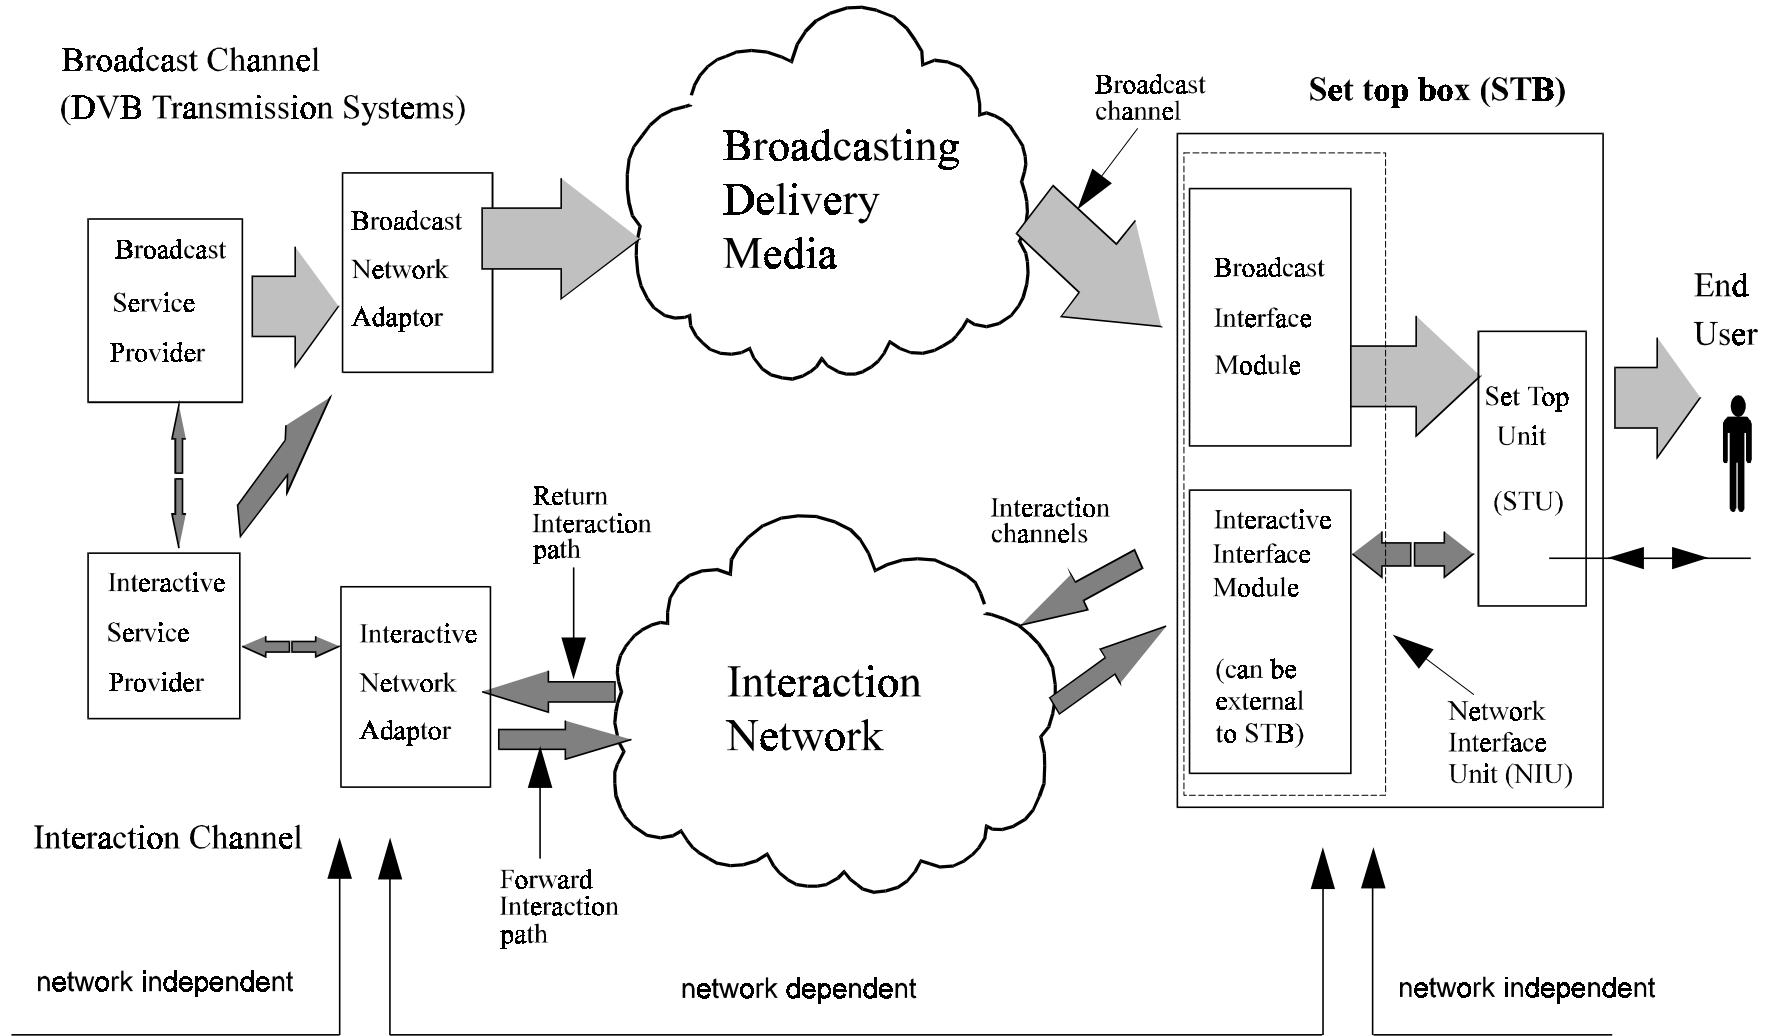 Broadcast Channel
(DVB Transmission Systems)
Broadcast
Service
Provider
Broadcast
Network
Adaptor
Broadcasting
Delivery
Media
Broadcast
channel
Set top box (STB)
Broadcast
Interface
Module
Set Top
Unit
(STU)
End
User
Interactive
Service
Provider
Interactive
Network
Adaptor
Return
Interaction
path
Interaction
Network
Interaction
channels
Interactive
Interface
Module
(can be
external
to STB)
Network
Interface
Unit (NIU)
Interaction Channel
Forward
Interaction
path
network independent
network dependent
network independent